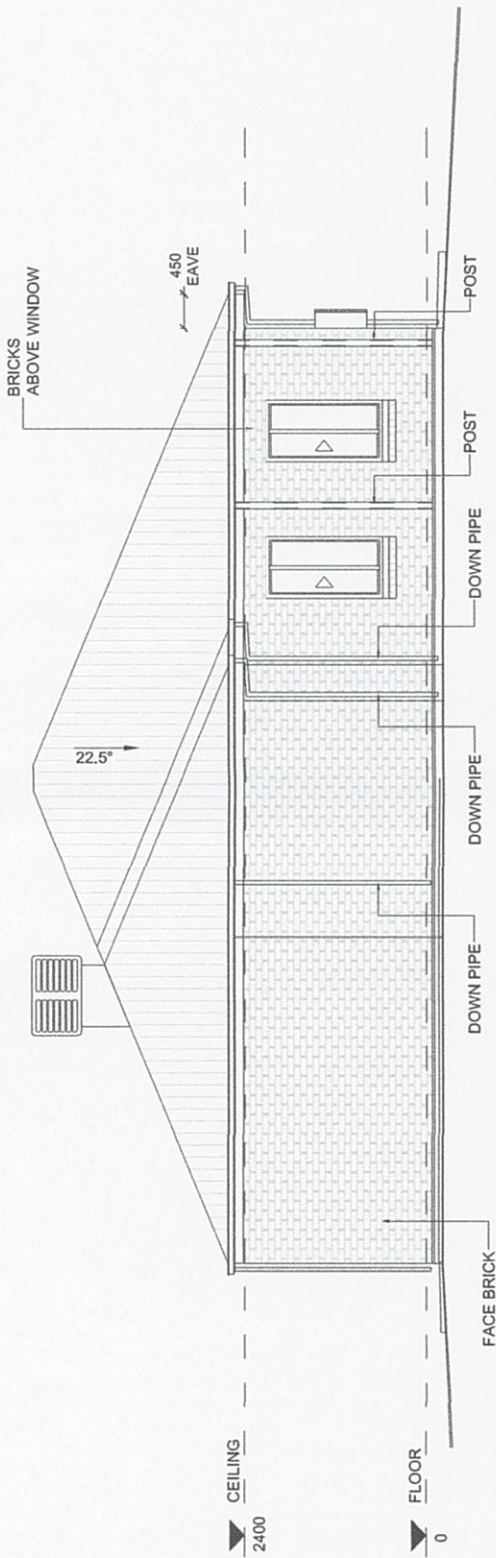 BRICKS
ABOVE WINDOW
450
EAVE
22.5°
CEILING
2400
FLOOR
0
FACE BRICK
DOWN PIPE
DOWN PIPE
DOWN PIPE
POST
POST